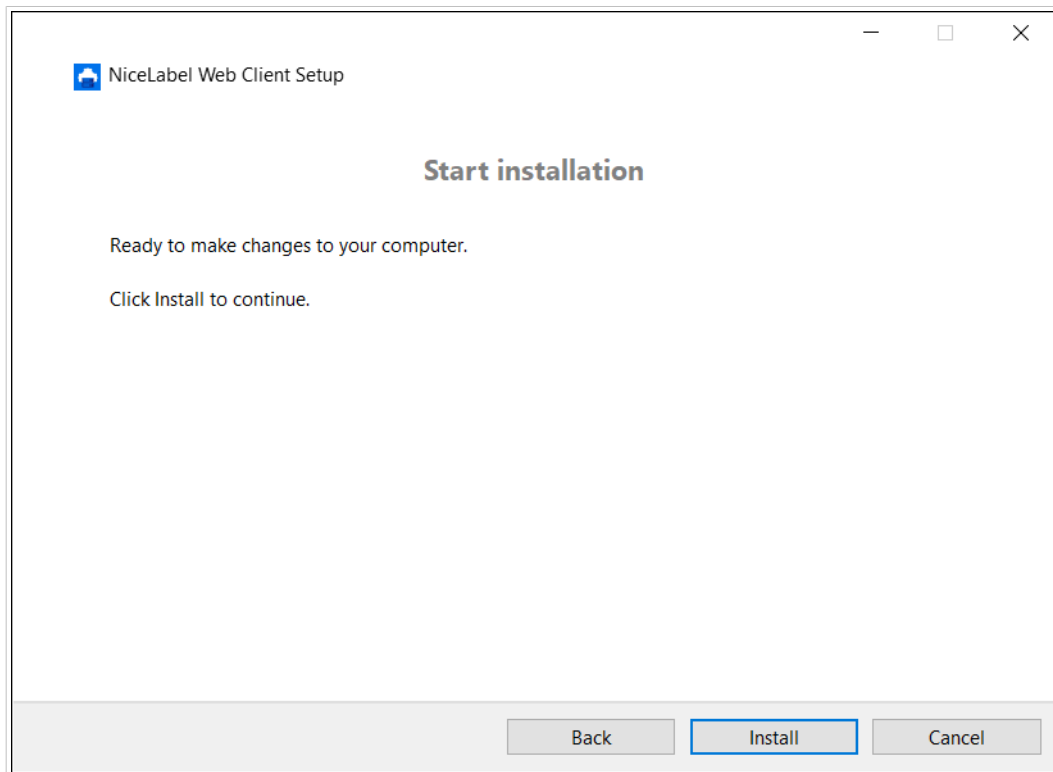 NiceLabel Web Client Setup
Start installation
Ready to make changes to your computer.
Click Install to continue.
Back
Install
Cancel